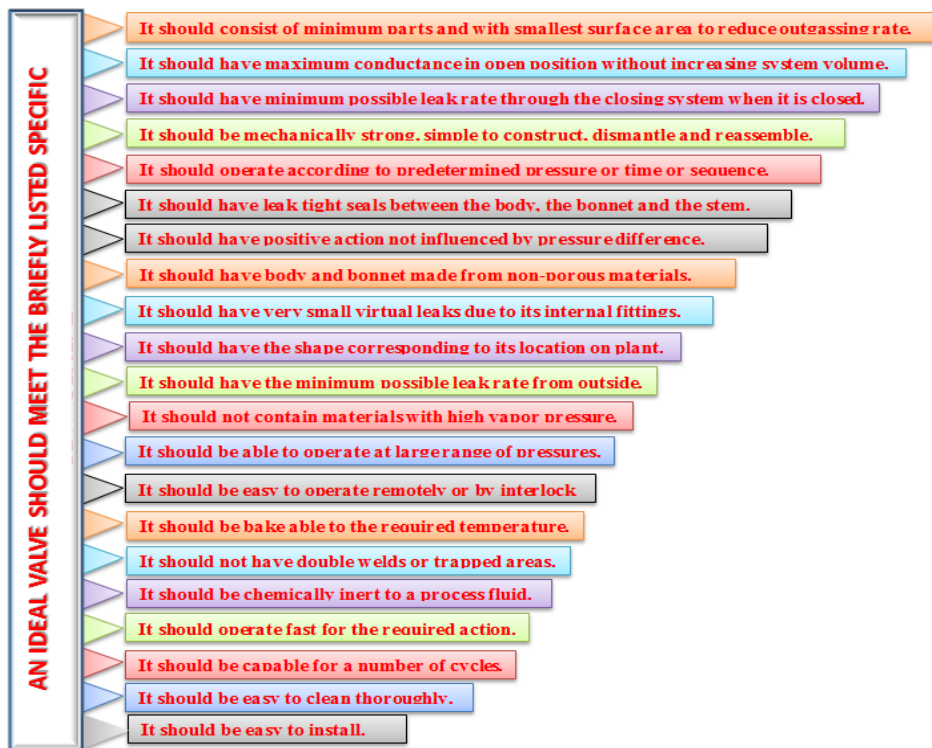 AN IDEAL VALVE SHOULD MEET THE BRIEFLY LISTED SPECIFIC
It should consist of minimum parts and with smallest surface area to reduce outgassing rate.
It should have maximum conductance in open position without increasing system volume.
It should have minimum possible leak rate through the closing system when it is closed.
It should be mechanically strong, simple to construct, dismantle and reassemble.
It should operate according to predetermined pressure or time or sequence.
It should have leak tight seals between the body, the bonnet and the stem.
It should have positive action not influenced by pressure difference.
It should have body and bonnet made from non-porous materials.
It should have very small virtual leaks due to its internal fittings.
It should have the shape corresponding to its location on plant.
It should have the minimum possible leak rate from outside.
It should not contain materials with high vapor pressure.
It should be able to operate at large range of pressures.
It should be easy to operate remotely or by interlock
It should be bake able to the required temperature.
It should not have double welds or trapped areas.
It should be chemically inert to a process fluid.
It should operate fast for the required action.
It should be capable for a number of cycles.
It should be easy to clean thoroughly.
It should be easy to install.